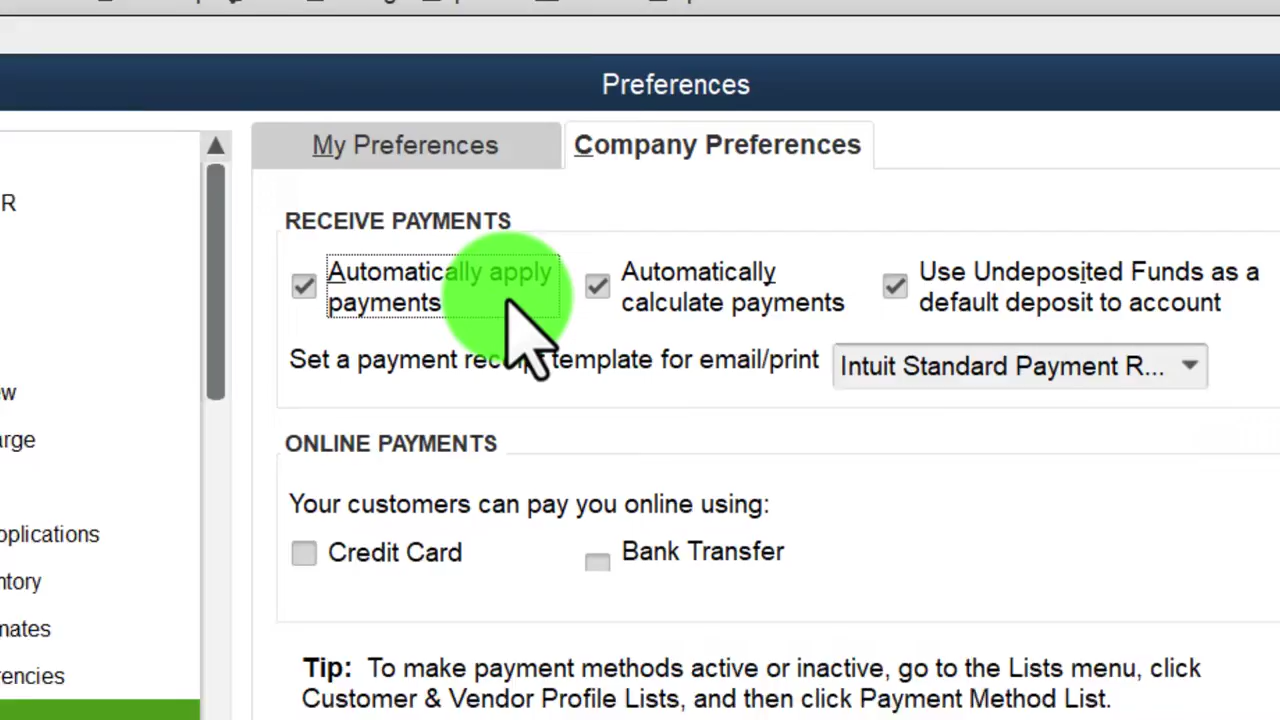 Preferences
My Preferences
Company Preferences
R
RECEIVE PAYMENTS
Automatically apply
payments
Automatically
calculate payments
Use Undeposited Funds as a
default deposit to account
Set a payment template for email/print
Intuit Standard Payment R...
ONLINE PAYMENTS
Your customers can pay you online using:
Credit Card
Bank Transfer
Tip: To make payment methods active or inactive, go to the Lists menu, click
Customer & Vendor Profile Lists, and then click Payment Method List.
ew
arge
pplications
ntory
mates
rencies